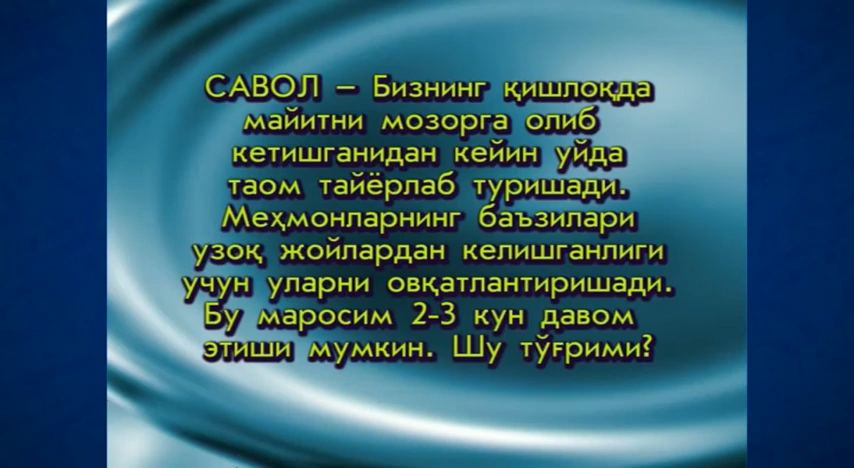 САВОЛ – Бизнинг қишлоқда
майитни мозорга олиб
кетишганидан кейин уйда
таом тайёрлаб туришади.
Меҳмонларнинг баъзилари
узоқ жойлардан келишганлиги
учун уларни овқатлантиришади.
Бу маросим 2-3 кун давом
этиши мумкин. Шу тўғрими?